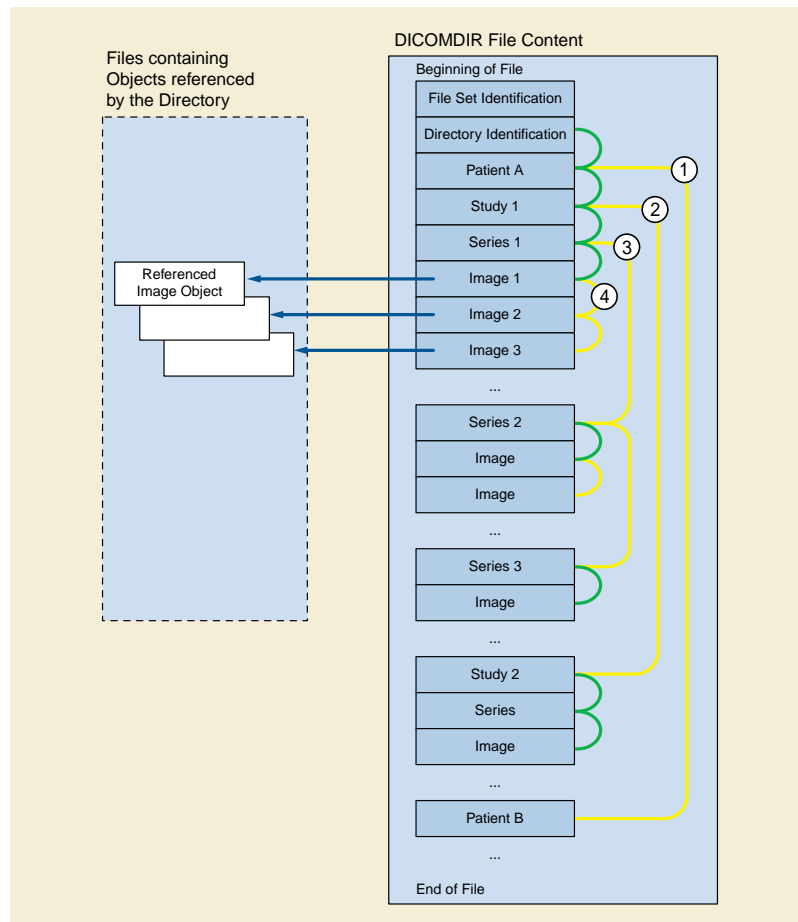 Files containing
Objects referenced
by the Directory
Referenced
Image Object
DICOMDIR File Content
Beginning of File
File Set Identification
Directory Identification
Patient A
1
Study 1
2
Series 1
3
Image 1
4
Image 2
Image 3
...
Series 2
Image
Image
...
Series 3
Image
...
Study 2
Series
Image
...
Patient B
...
End of File